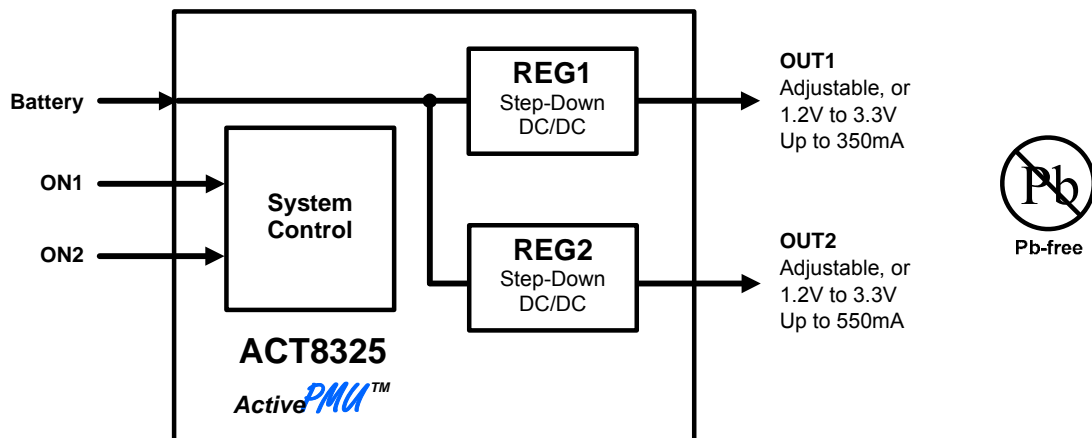 Battery
ON1
ON2
System
Control
REG1
Step-Down
DC/DC
REG2
Step-Down
DC/DC
ACT8325
ActivePMU™
OUT1
Adjustable, or
1.2V to 3.3V
Up to 350mA
OUT2
Adjustable, or
1.2V to 3.3V
Up to 550mA
Pb
Pb-free